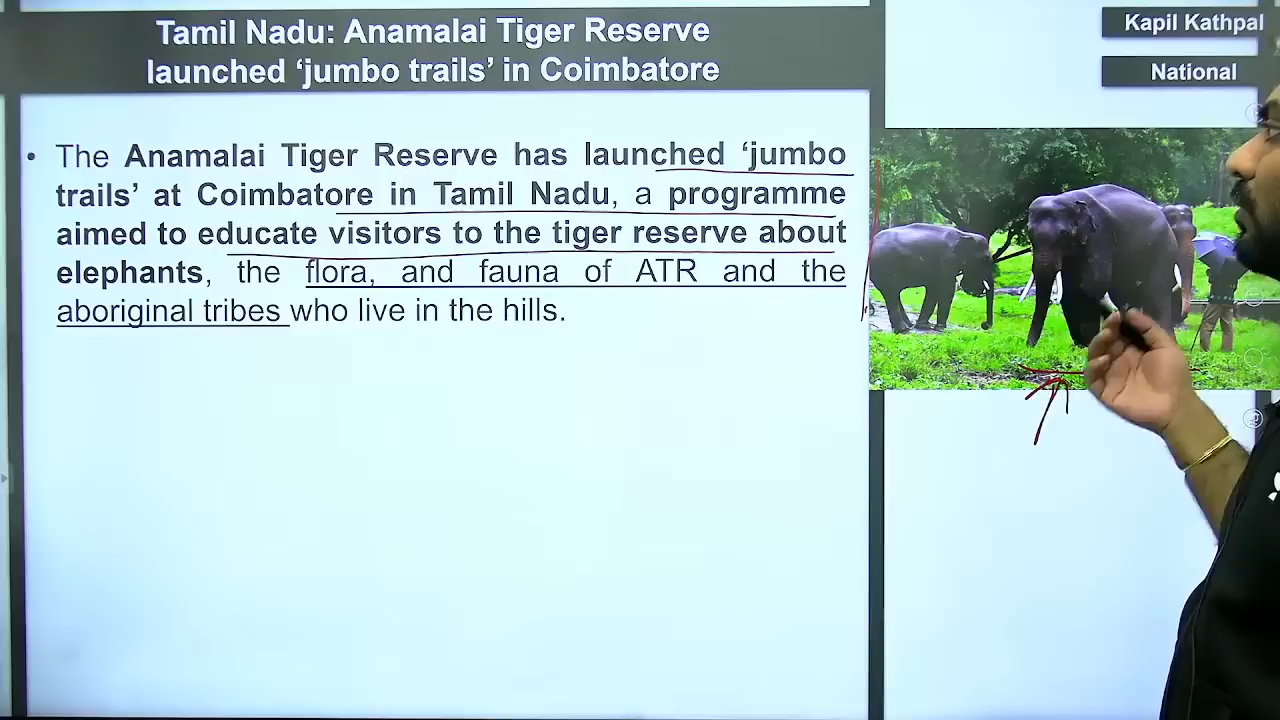 Tamil Nadu: Anamalai Tiger Reserve
launched ‘jumbo trails’ in Coimbatore
Kapil Kathpal
National
• The Anamalai Tiger Reserve has launched ‘jumbo
trails’ at Coimbatore in Tamil Nadu, a programme
aimed to educate visitors to the tiger reserve about
elephants, the flora, and fauna of ATR and the
aboriginal tribes who live in the hills.